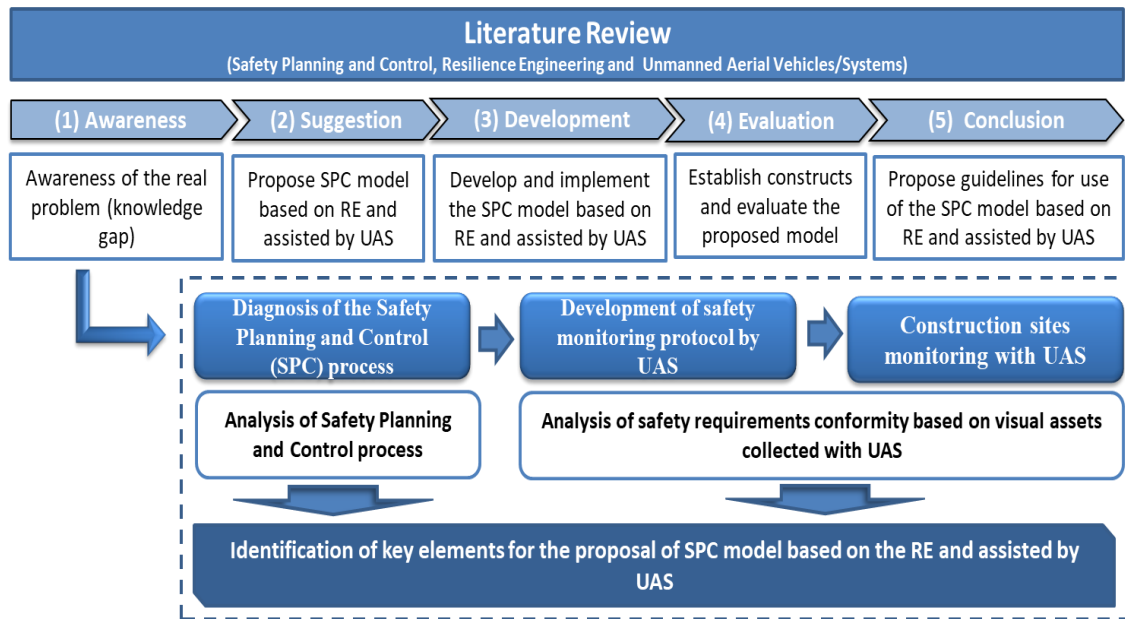 Literature Review
(Safety Planning and Control, Resilience Engineering and Unmanned Aerial Vehicles/Systems)
(1) Awareness
(2) Suggestion
(3) Development
(4) Evaluation
(5) Conclusion
Awareness of the real
problem (knowledge
gap)
Propose SPC model
based on RE and
assisted by UAS
Develop and implement
the SPC model based on
RE and assisted by UAS
Establish constructs
and evaluate the
proposed model
Propose guidelines for use
of the SPC model based on
RE and assisted by UAS
Diagnosis of the Safety
Planning and Control
(SPC) process
Development of safety
monitoring protocol by
UAS
Construction sites
monitoring with UAS
Analysis of Safety Planning
and Control process
Analysis of safety requirements conformity based on visual assets
collected with UAS
Identification of key elements for the proposal of SPC model based on the RE and assisted by
UAS